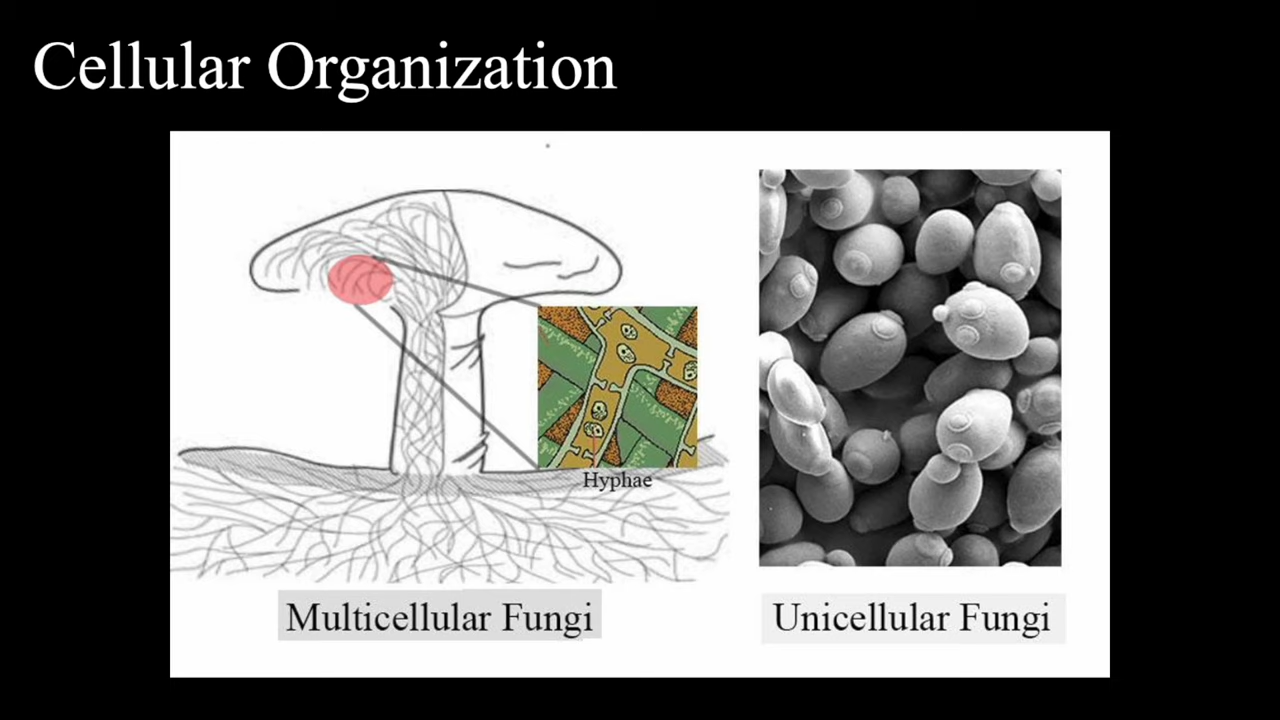 Cellular Organization
Hyphae
Multicellular Fungi
Unicellular Fungi